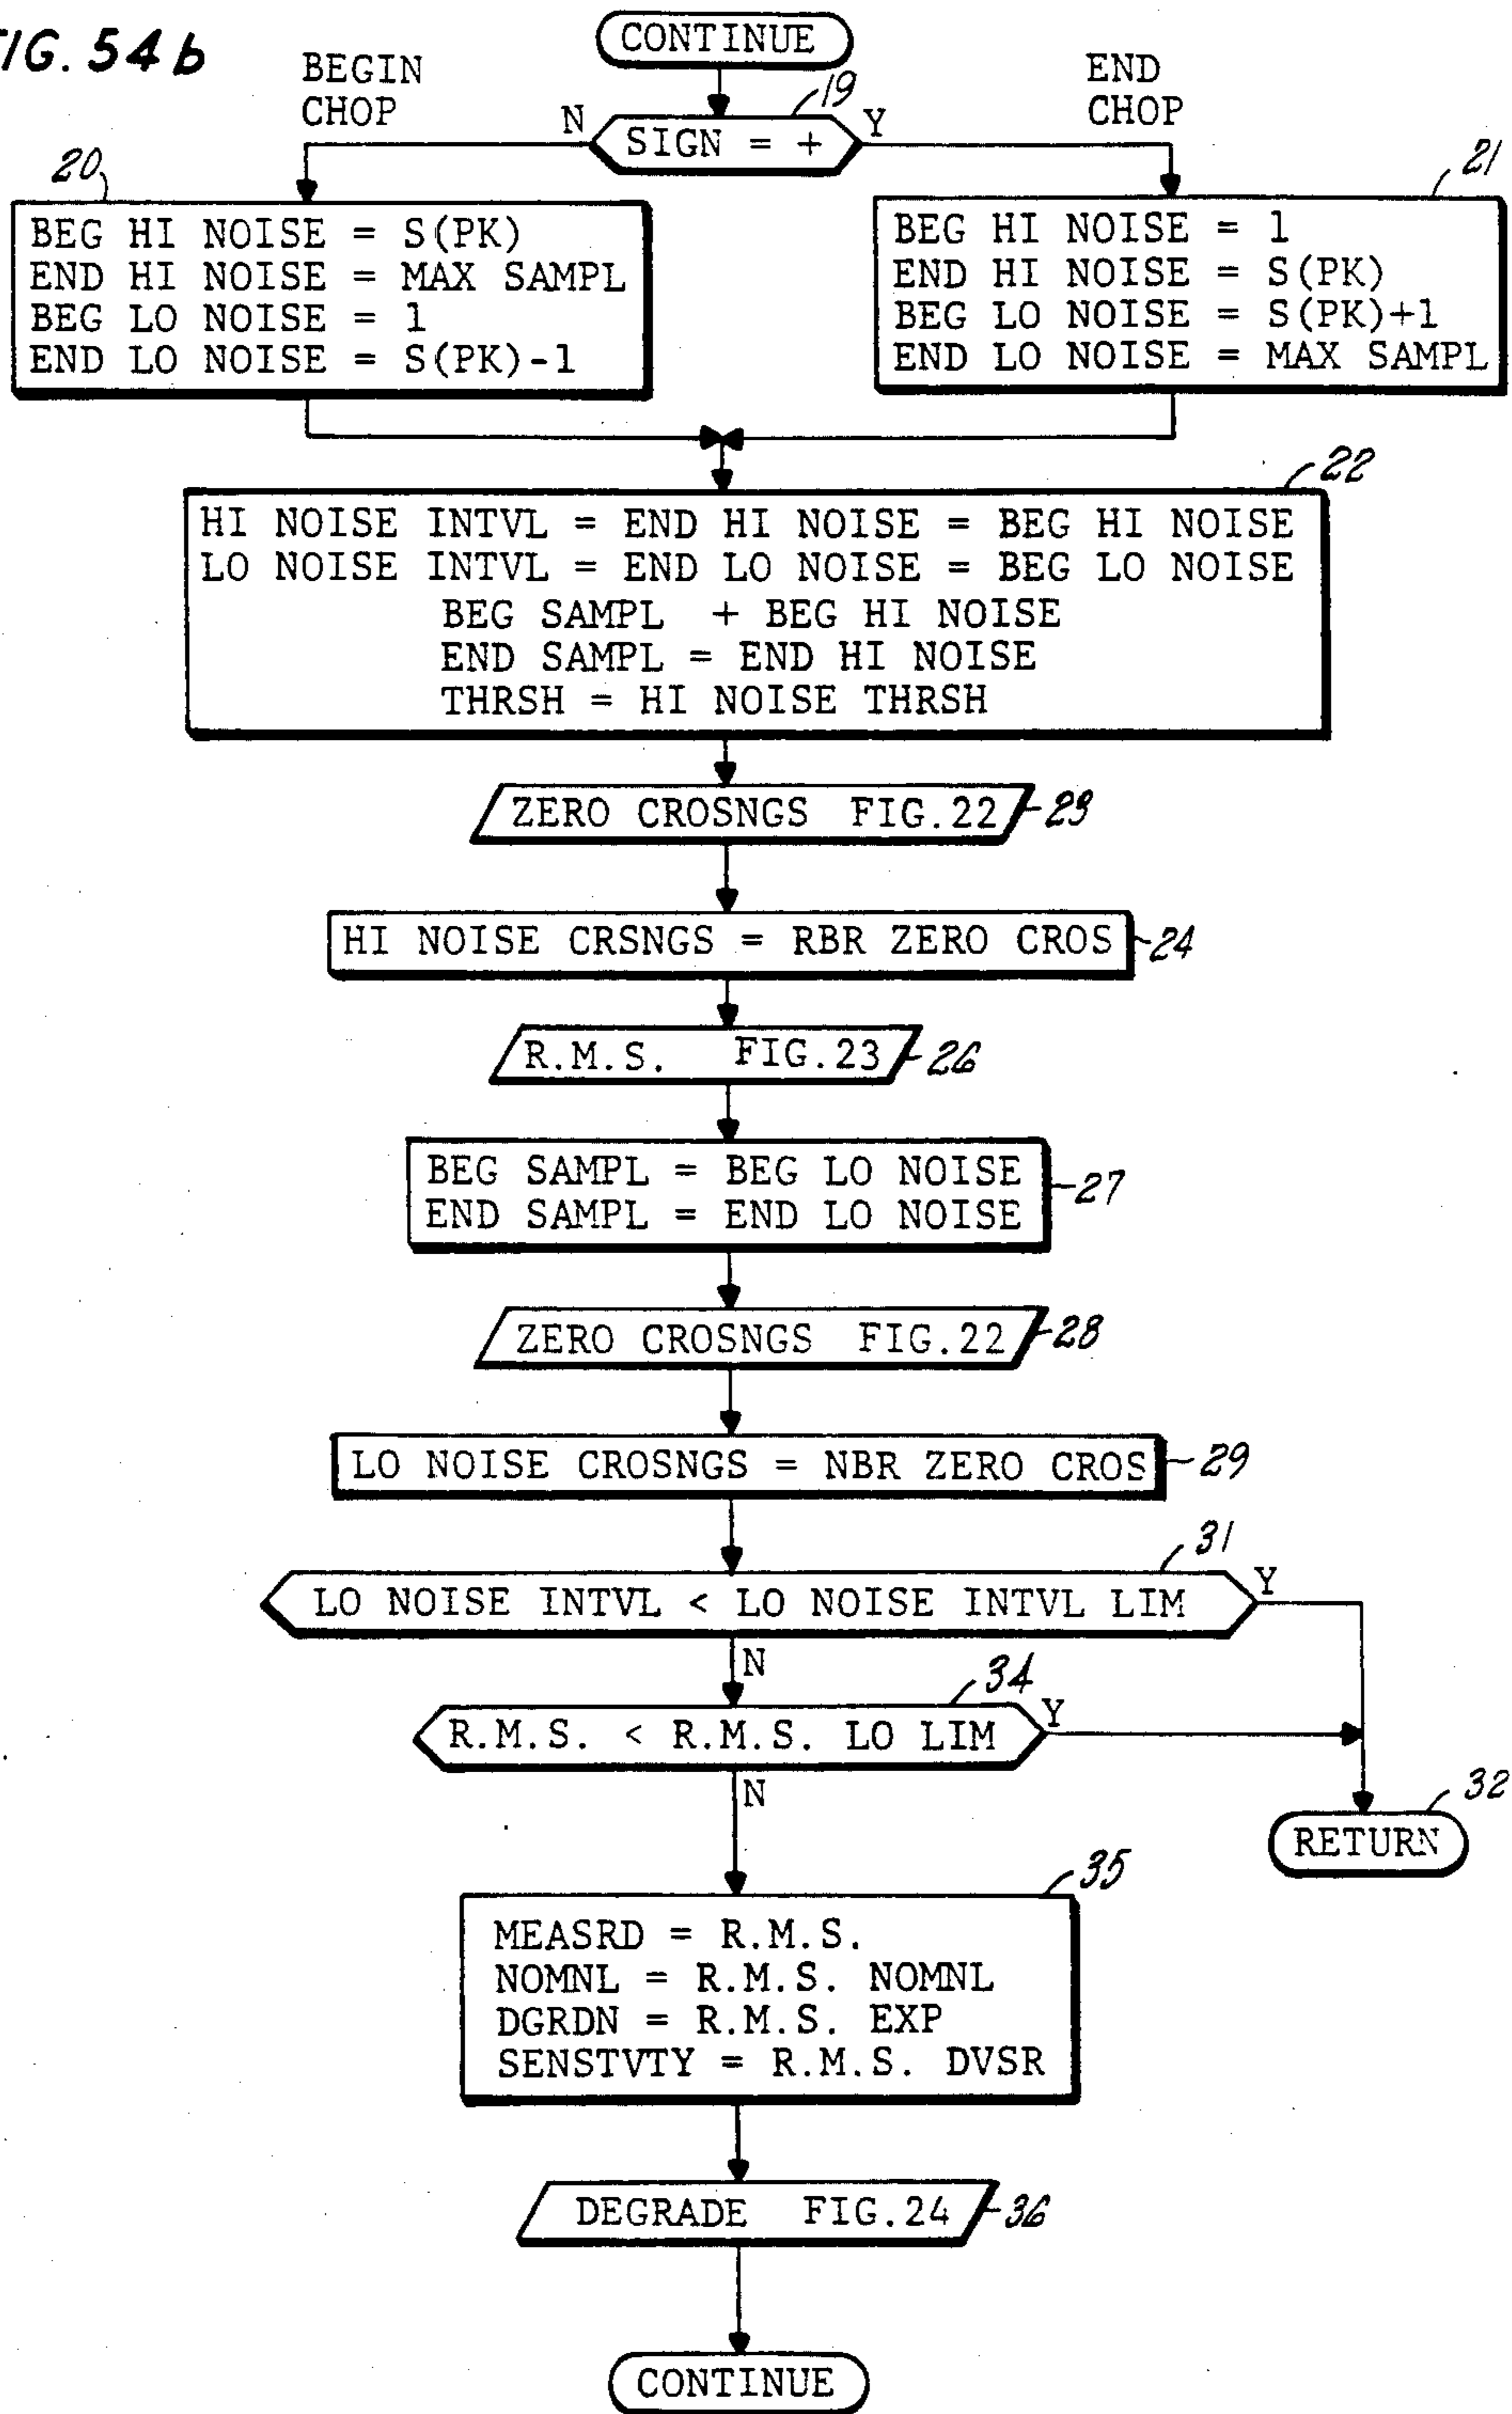 FIG. 54b
CONTINUE
BEGIN
CHOP
END
CHOP
19
N
SIGN = +
Y
20
BEG HI NOISE = S(PK)
END HI NOISE = MAX SAMPL
BEG LO NOISE = 1
END LO NOISE = S(PK)-1
21
BEG HI NOISE = 1
END HI NOISE = S(PK)
BEG LO NOISE = S(PK)+1
END LO NOISE = MAX SAMPL
22
HI NOISE INTVL = END HI NOISE = BEG HI NOISE
LO NOISE INTVL = END LO NOISE = BEG LO NOISE
BEG SAMPL + BEG HI NOISE
END SAMPL = END HI NOISE
THRSH = HI NOISE THRSH
ZERO CROSNGS FIG.22
23
HI NOISE CRSNGS = RBR ZERO CROS
24
R.M.S. FIG.23
26
BEG SAMPL = BEG LO NOISE
END SAMPL = END LO NOISE
27
ZERO CROSNGS FIG.22
28
LO NOISE CROSNGS = NBR ZERO CROS
29
31
LO NOISE INTVL < LO NOISE INTVL LIM
Y
N
34
R.M.S. < R.M.S. LO LIM
Y
N
32
RETURN
35
MEASRD = R.M.S.
NOMNL = R.M.S. NOMNL
DGRDN = R.M.S. EXP
SENSTVTY = R.M.S. DVSR
DEGRADE FIG.24
36
CONTINUE